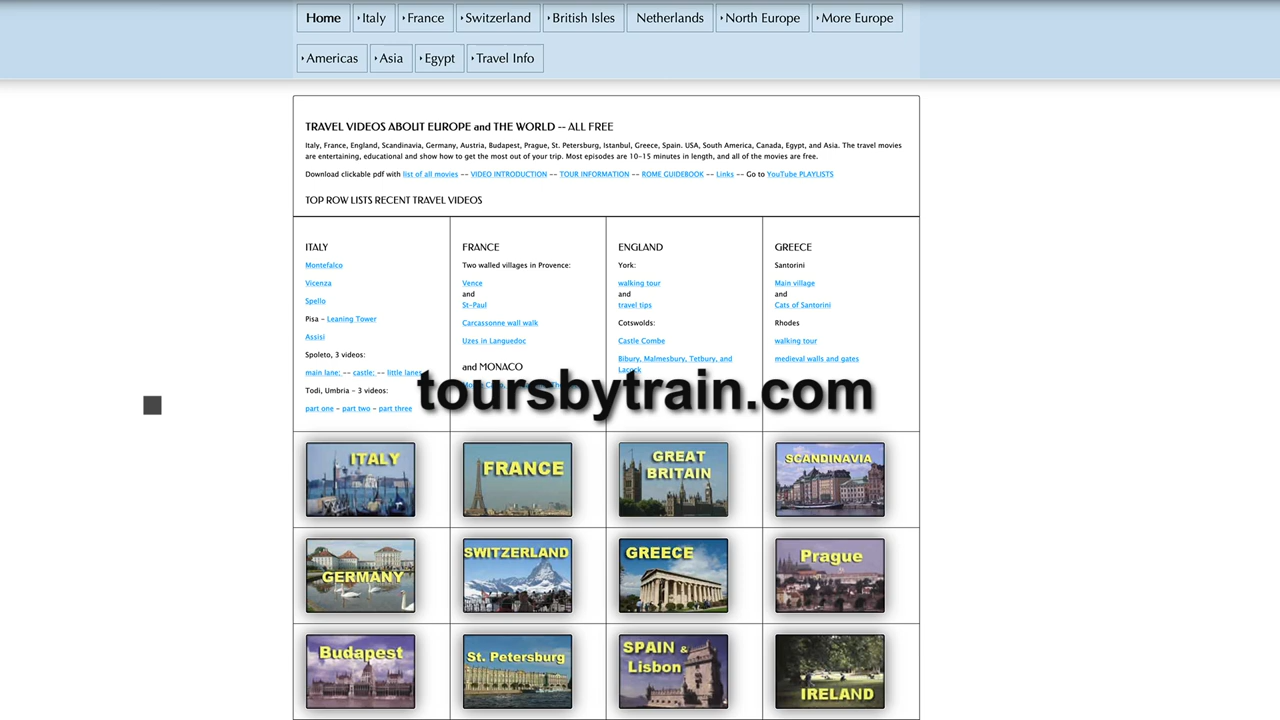 Home
Italy
France
Switzerland
British Isles
Netherlands
North Europe
More Europe
Americas
Asia
Egypt
Travel Info
TRAVEL VIDEOS ABOUT EUROPE and THE WORLD -- ALL FREE
Italy, France, England, Scandinavia, Germany, Austria, Budapest, Prague, St. Petersburg, Istanbul, Greece, Spain. USA, South America, Canada, Egypt, and Asia. The travel movies
are entertaining, educational and show how to get the most out of your trip. Most episodes are 10-15 minutes in length, and all of the movies are free.
Download clickable pdf with list of all movies -- VIDEO INTRODUCTION -- TOUR INFORMATION -- ROME GUIDEBOOK -- Links -- Go to YouTube PLAYLISTS
TOP ROW LISTS RECENT TRAVEL VIDEOS
ITALY
Montefalco
Vicenza
Spello
Pisa - Leaning Tower
Assisi
Spoleto, 3 videos:
main lane: -- castle: -- little lanes
Todi, Umbria - 3 videos:
part one - part two - part three
FRANCE
Two walled villages in Provence:
Vence
and
St-Paul
Carcassonne wall walk
Uzes in Languedoc
and MONACO
ENGLAND
York:
walking tour
and
travel tips
Cotswolds:
Castle Combe
Bibury, Malmesbury, Tetbury, and
Lacock
GREECE
Santorini
Main village
and
Cats of Santorini
Rhodes
walking tour
medieval walls and gates
toursbytrain.com
ITALY
FRANCE
GREAT
BRITAIN
SCANDINAVIA
GERMANY
SWITZERLAND
GREECE
Prague
Budapest
St. Petersburg
SPAIN &
Lisbon
IRELAND